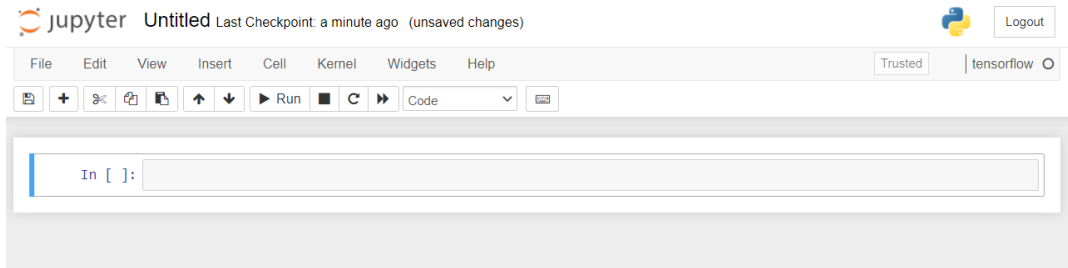 jupyter Untitled Last Checkpoint: a minute ago (unsaved changes) Logout
File Edit View Insert Cell Kernel Widgets Help Trusted tensorflow
Run Code
In [ ]: